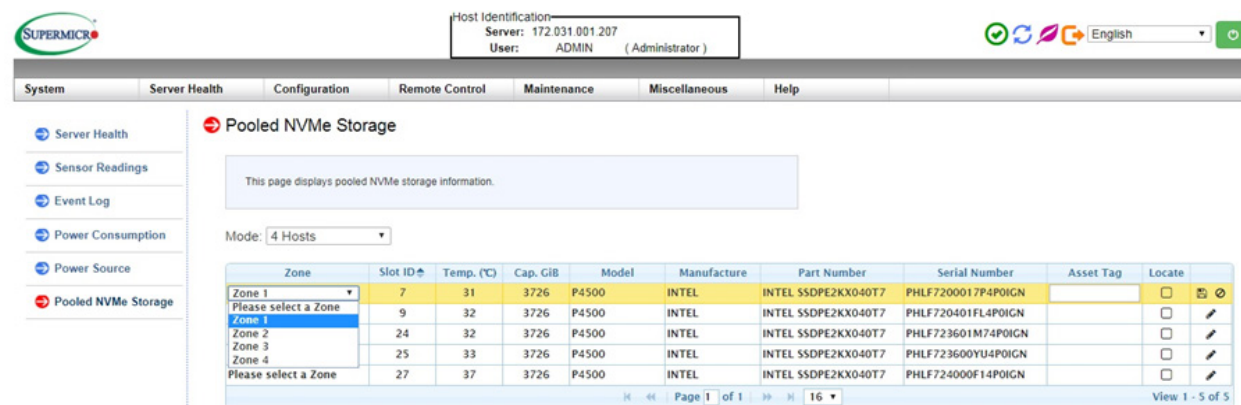 Host Identification
SUPERMICR
Server: 172.031.001.207
User: ADMIN ( Administrator )
English
System Server Health Configuration Remote Control Maintenance Miscellaneous Help
Server Health
Sensor Readings
Event Log
Power Consumption
Power Source
Pooled NVMe Storage
Pooled NVMe Storage
This page displays pooled NVMe storage information.
Mode: 4 Hosts
Zone Slot ID Temp. (℃) Cap. GiB Model Manufacture Part Number Serial Number Asset Tag Locate
Zone 1 7 31 3726 P4500 INTEL INTEL SSDPE2KX040T7 PHLF7200017P4P0IGN
Please select a Zone
Zone 1
Zone 2
Zone 3
Zone 4
9 32 3726 P4500 INTEL INTEL SSDPE2KX040T7 PHLF720401FL4P0IGN
24 32 3726 P4500 INTEL INTEL SSDPE2KX040T7 PHLF723601M74P0IGN
25 33 3726 P4500 INTEL INTEL SSDPE2KX040T7 PHLF723600YU4P0IGN
Please select a Zone 27 37 3726 P4500 INTEL INTEL SSDPE2KX040T7 PHLF724000F14P0IGN
Page 1 of 1 16 View 1 - 5 of 5